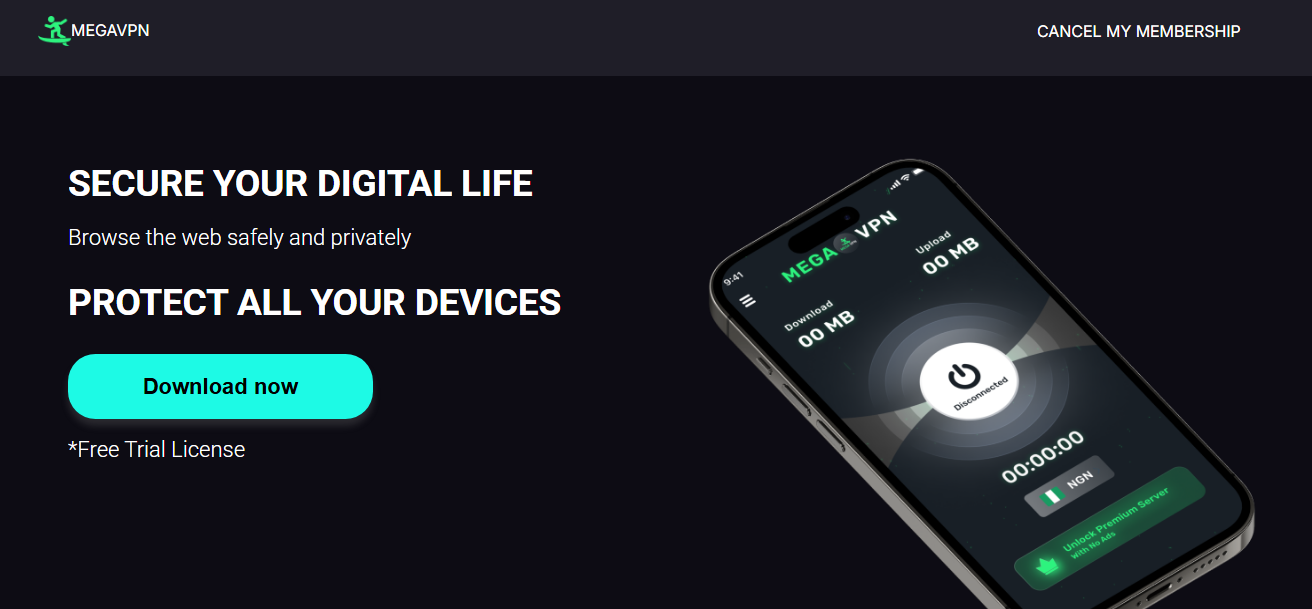 MEGAVPN
CANCEL MY MEMBERSHIP
SECURE YOUR DIGITAL LIFE
Browse the web safely and privately
PROTECT ALL YOUR DEVICES
Download now
*Free Trial License
9:41
MEGA VPN
Download
00 MB
Upload
00 MB
Disconnected
00:00:00
NGN
Unlock Premium Server
With No Ads